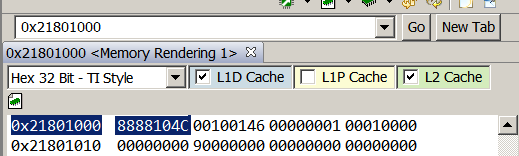 0x21801000 Go New Tab
0x21801000 <Memory Rendering 1>
Hex 32 Bit - TI Style L1D Cache L1P Cache L2 Cache
0x21801000 8888104C 00100146 00000001 00010000
0x21801010 00000000 90000000 00000000 00000000